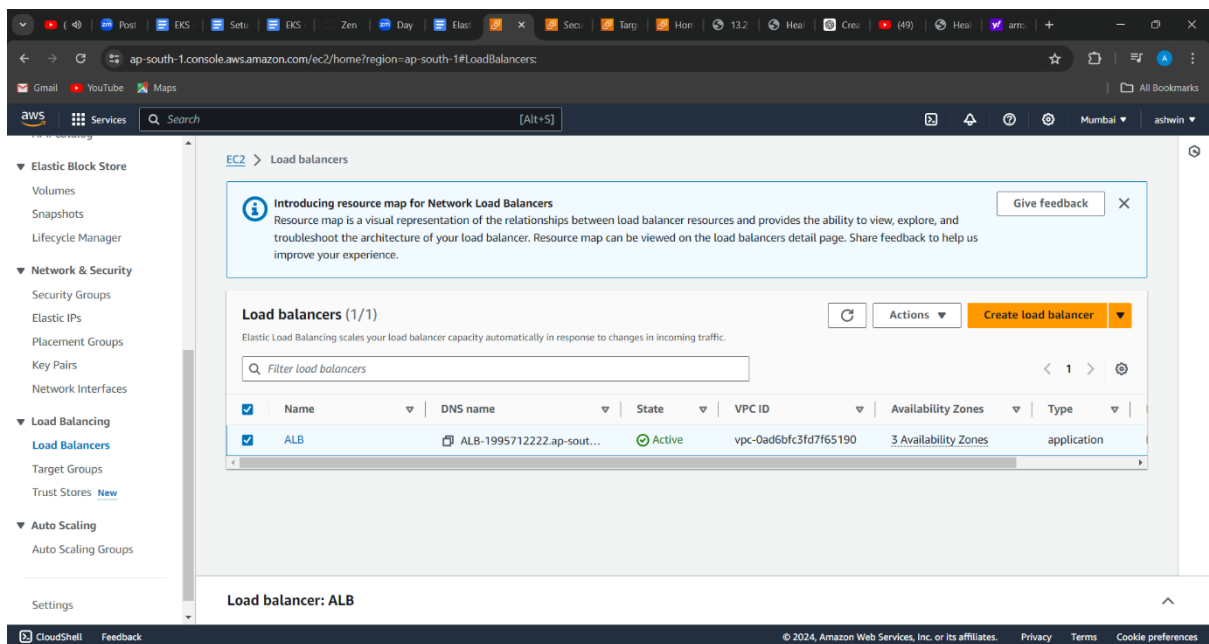 ( Post EKS Setu EKS Zen Day Elast Secu Targ Hon 13.2 Heal Crea (49) Heal arn:
ap-south-1.console.aws.amazon.com/ec2/home?region=ap-south-1#LoadBalancers:
Gmail YouTube Maps All Bookmarks
aws Services Search [Alt+S] Mumbai ashwin
Elastic Block Store
Volumes
Snapshots
Lifecycle Manager
Network & Security
Security Groups
Elastic IPs
Placement Groups
Key Pairs
Network Interfaces
Load Balancing
Load Balancers
Target Groups
Trust Stores New
Auto Scaling
Auto Scaling Groups
Settings
EC2 > Load balancers
Introducing resource map for Network Load Balancers
Resource map is a visual representation of the relationships between load balancer resources and provides the ability to view, explore, and
troubleshoot the architecture of your load balancer. Resource map can be viewed on the load balancers detail page. Share feedback to help us
improve your experience.
Give feedback
Load balancers (1/1)
Actions
Create load balancer
Elastic Load Balancing scales your load balancer capacity automatically in response to changes in incoming traffic.
Filter load balancers
1
Name DNS name State VPC ID Availability Zones Type
ALB ALB-1995712222.ap-sout... Active vpc-0ad6bfc3fd7f65190 3 Availability Zones application
Load balancer: ALB
CloudShell Feedback © 2024, Amazon Web Services, Inc. or its affiliates. Privacy Terms Cookie preferences